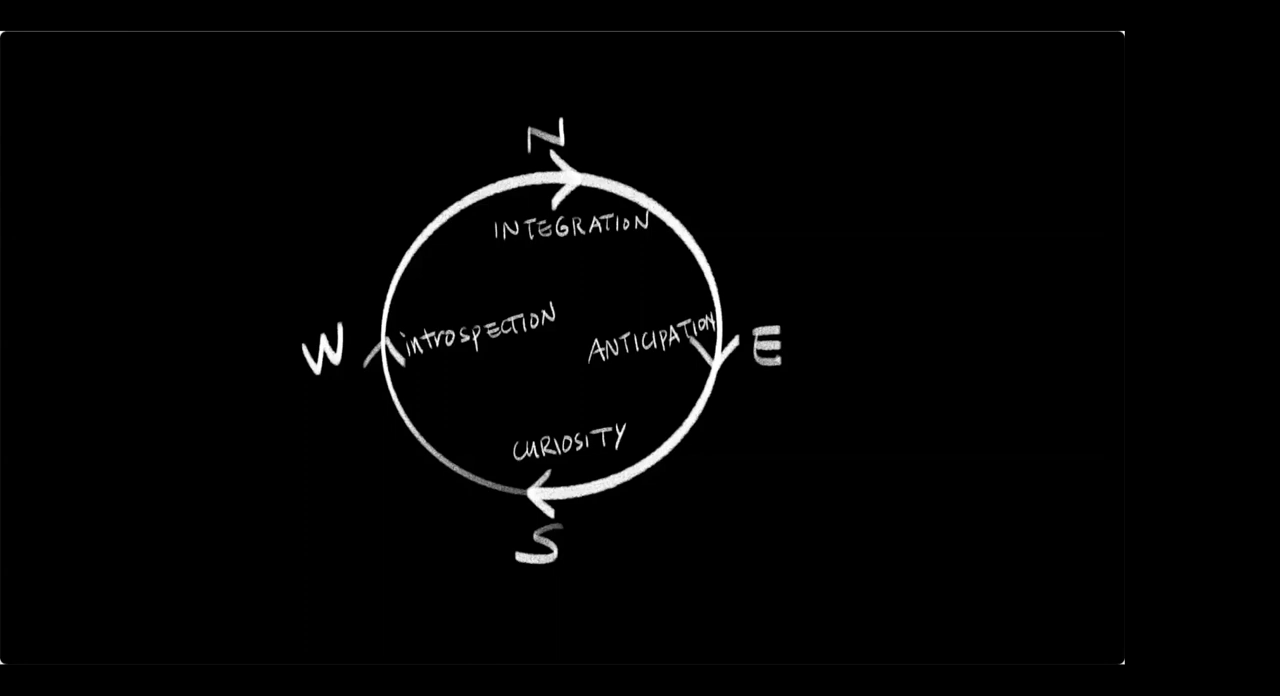 N
INTEGRATION
W
introspECTION
ANTICIPATION
E
CURIOSITY
S